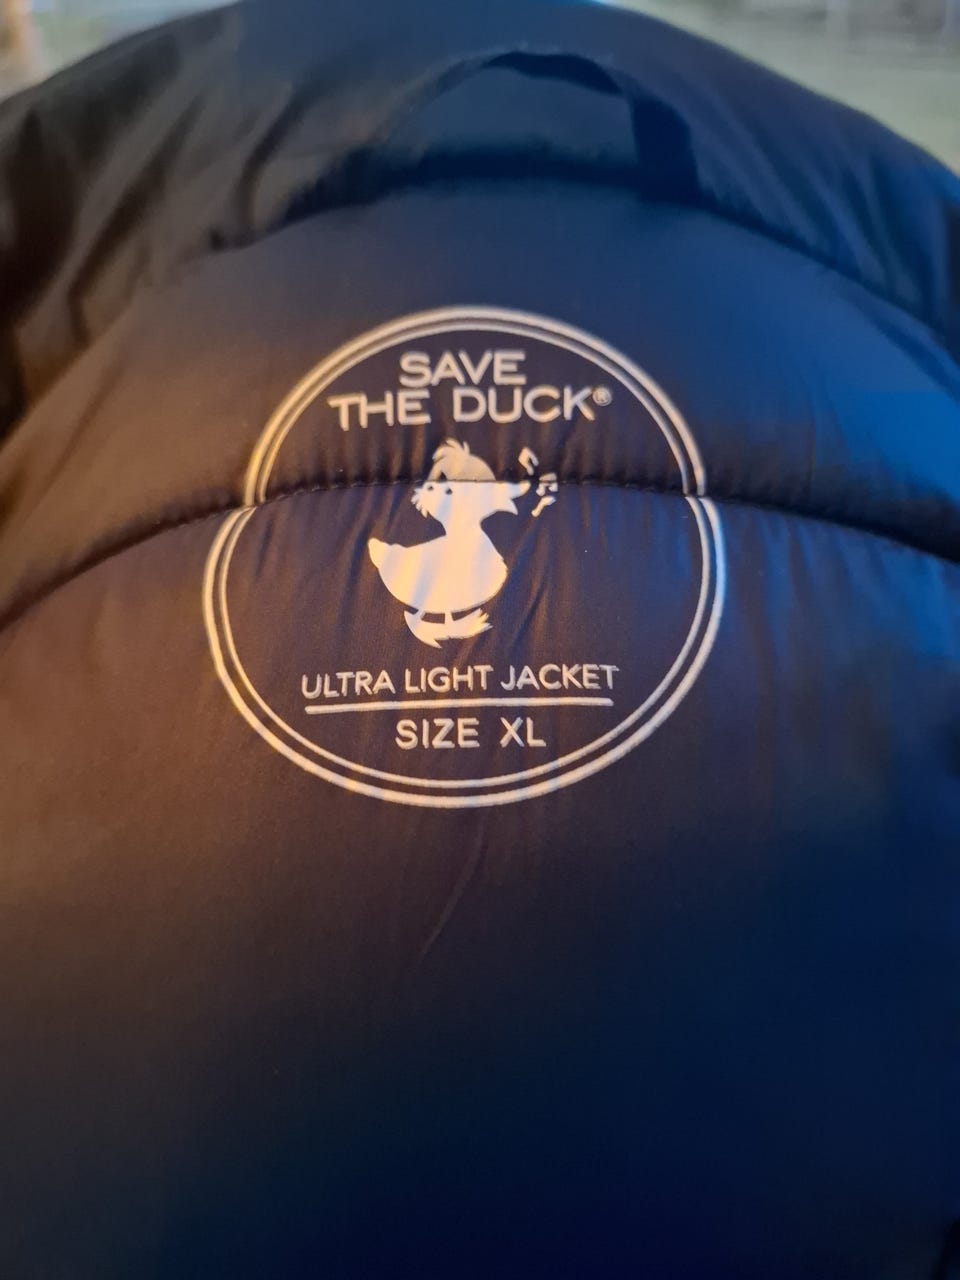 SAVE
THE DUCK®
ULTRA LIGHT JACKET
SIZE XL